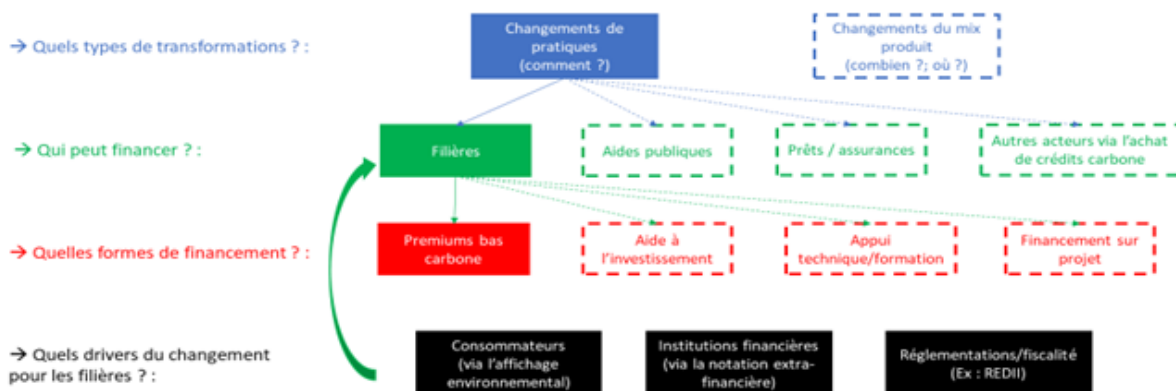 → Quels types de transformations ? :
Changements de
pratiques
(comment ?)
Changements du mix
produit
(combien ?; où ?)
→ Qui peut financer ? :
Filières
Aides publiques
Prêts / assurances
Autres acteurs via l'achat
de crédits carbone
→ Quelles formes de financement ? :
Premiums bas
carbone
Aide à
l'investissement
Appui
technique/formation
Financement sur
projet
→ Quels drivers du changement
pour les filières ? :
Consommateurs
(via l'affichage
environnemental)
Institutions financières
(via la notation extra-
financière)
Réglementations/fiscalité
(Ex : REDII)